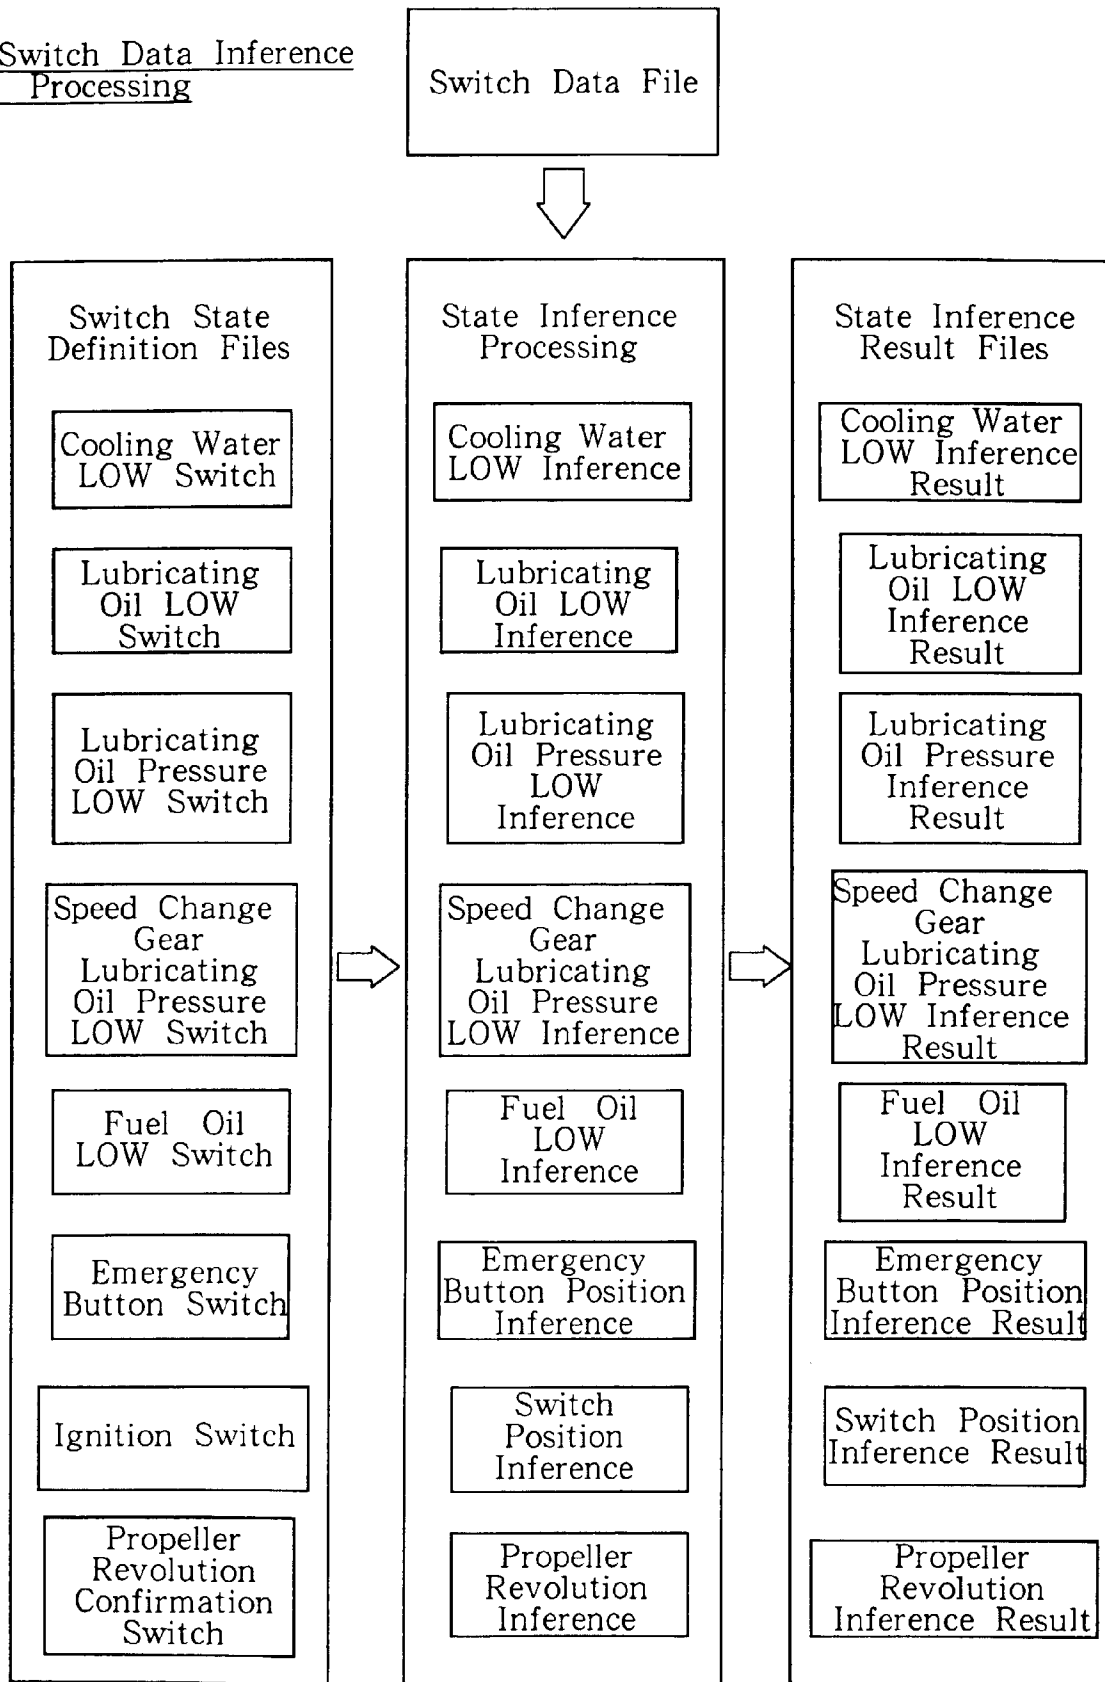 Switch Data Inference
Processing
Switch Data File
Switch State
Definition Files
Cooling Water
LOW Switch
Lubricating
Oil LOW
Switch
Lubricating
Oil Pressure
LOW Switch
Speed Change
Gear
Lubricating
Oil Pressure
LOW Switch
Fuel Oil
LOW Switch
Emergency
Button Switch
Ignition Switch
Propeller
Revolution
Confirmation
Switch
State Inference
Processing
Cooling Water
LOW Inference
Lubricating
Oil LOW
Inference
Lubricating
Oil Pressure
LOW
Inference
Speed Change
Gear
Lubricating
Oil Pressure
LOW Inference
Fuel Oil
LOW
Inference
Emergency
Button Position
Inference
Switch
Position
Inference
Propeller
Revolution
Inference
State Inference
Result Files
Cooling Water
LOW Inference
Result
Lubricating
Oil LOW
Inference
Result
Lubricating
Oil Pressure
Inference
Result
Speed Change
Gear
Lubricating
Oil Pressure
LOW Inference
Result
Fuel Oil
LOW
Inference
Result
Emergency
Button Position
Inference Result
Switch Position
Inference Result
Propeller
Revolution
Inference Result